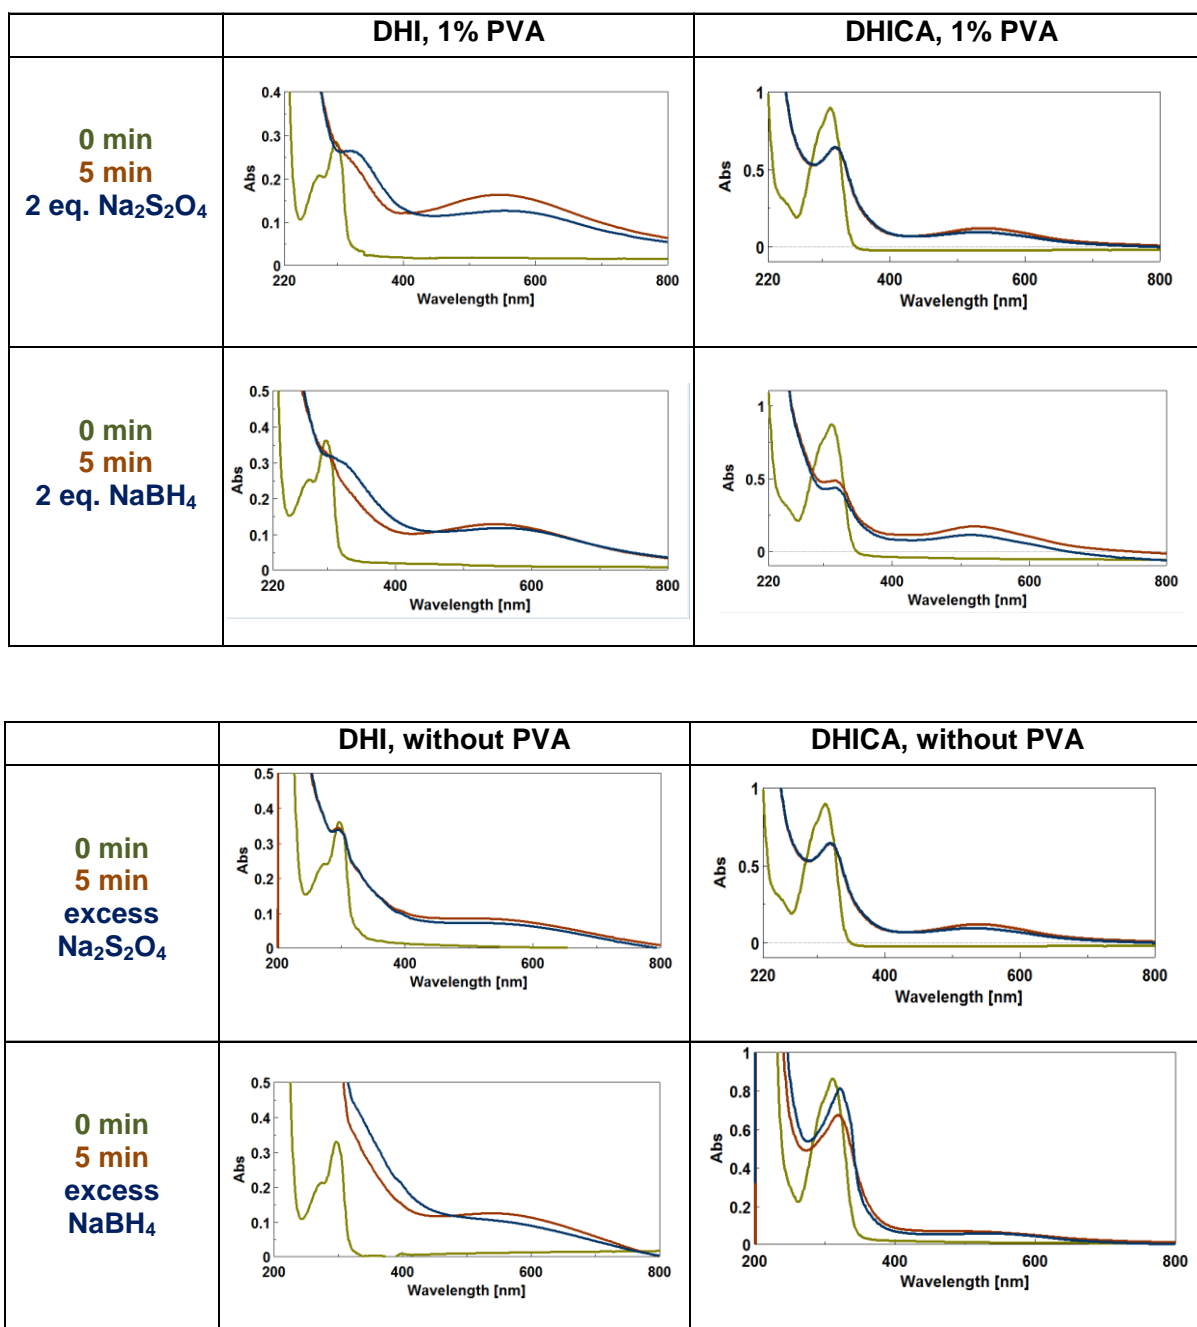 DHI, 1% PVA
DHICA, 1% PVA
0 min
5 min
2 eq. Na₂S₂O₄
0.4
0.3
0.2
0.1
0
Abs
220
400
600
800
Wavelength [nm]
1
0.5
0
Abs
220
400
600
800
Wavelength [nm]
0 min
5 min
2 eq. NaBH₄
0.5
0.4
0.3
0.2
0.1
0
Abs
220
400
600
800
Wavelength [nm]
1
0.5
0
Abs
220
400
600
800
Wavelength [nm]
DHI, without PVA
DHICA, without PVA
0 min
5 min
excess
Na₂S₂O₄
0.5
0.4
0.3
0.2
0.1
0
Abs
200
400
600
800
Wavelength [nm]
1
0.5
0
Abs
220
400
600
800
Wavelength [nm]
0 min
5 min
excess
NaBH₄
0.5
0.4
0.3
0.2
0.1
0
Abs
200
400
600
800
Wavelength [nm]
1
0.8
0.6
0.4
0.2
0
Abs
200
400
600
800
Wavelength [nm]